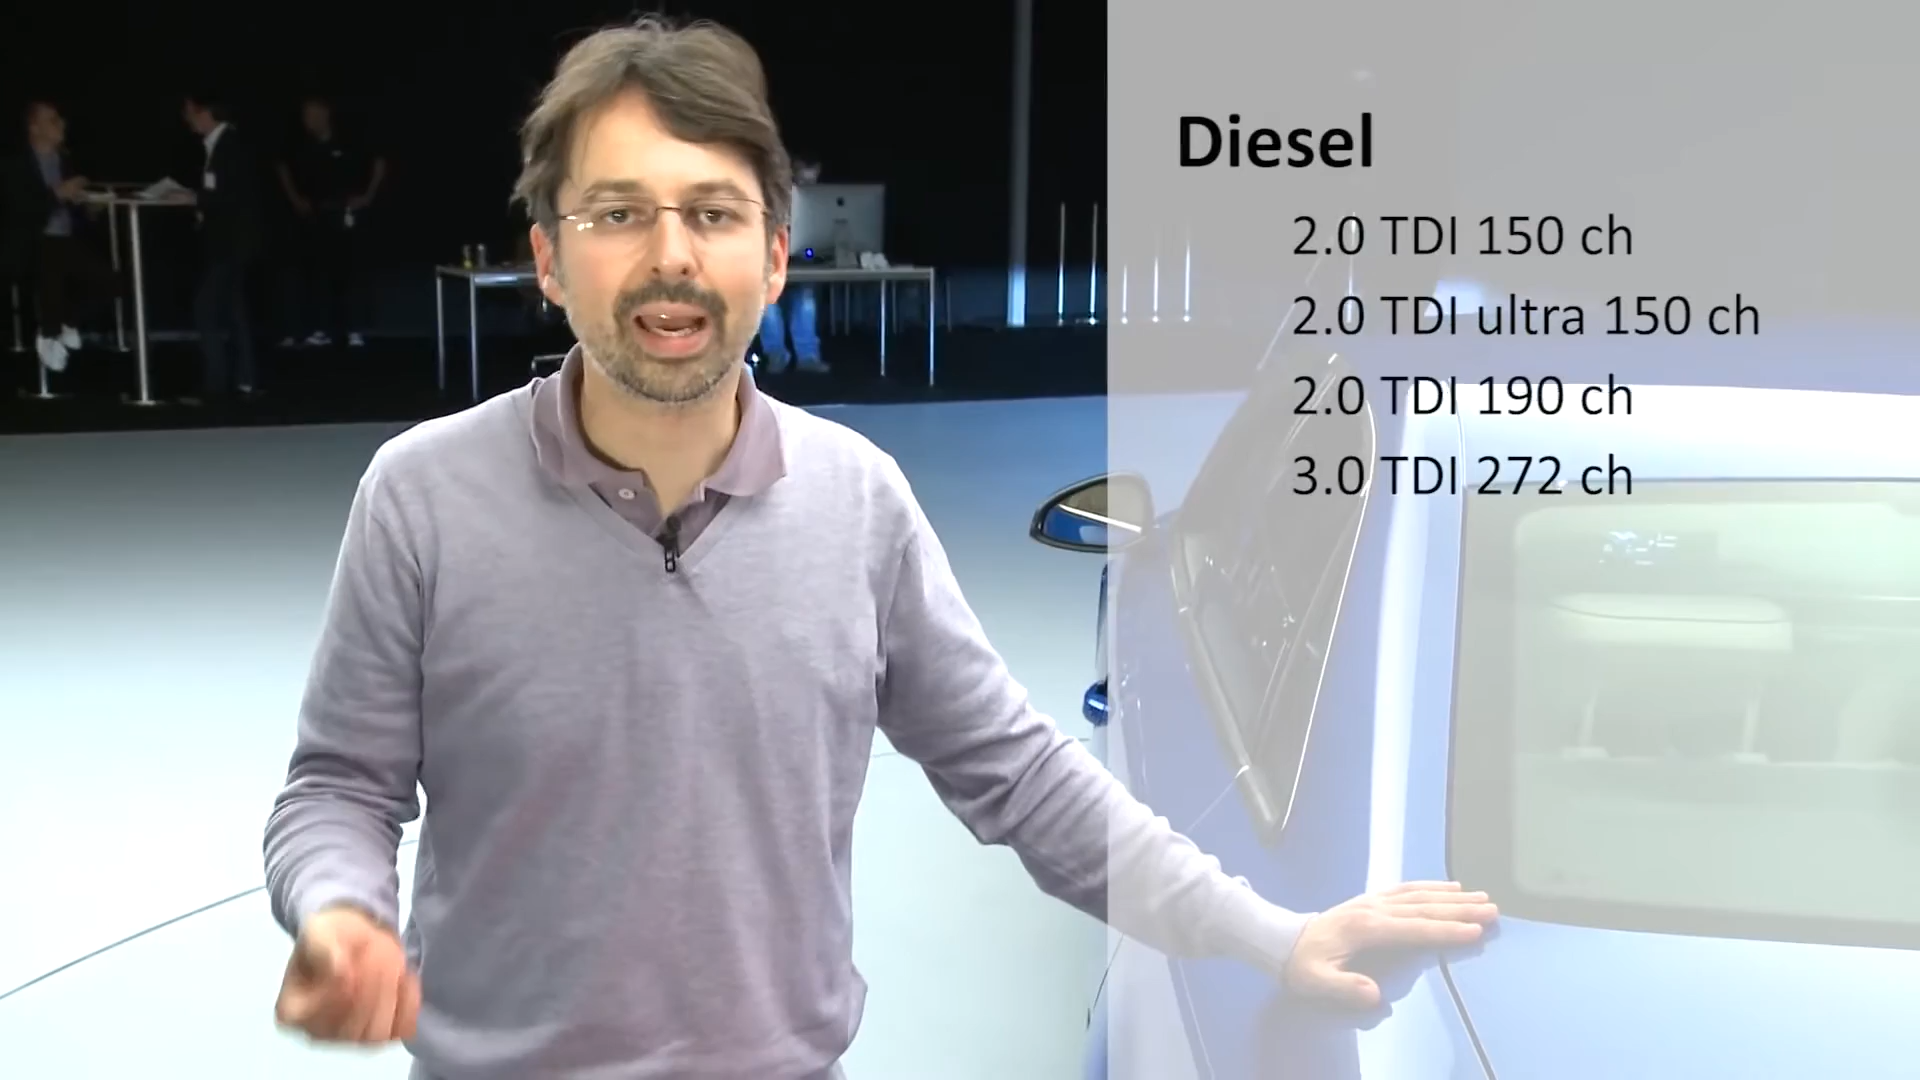 Diesel
2.0 TDI 150 ch
2.0 TDI ultra 150 ch
2.0 TDI 190 ch
3.0 TDI 272 ch